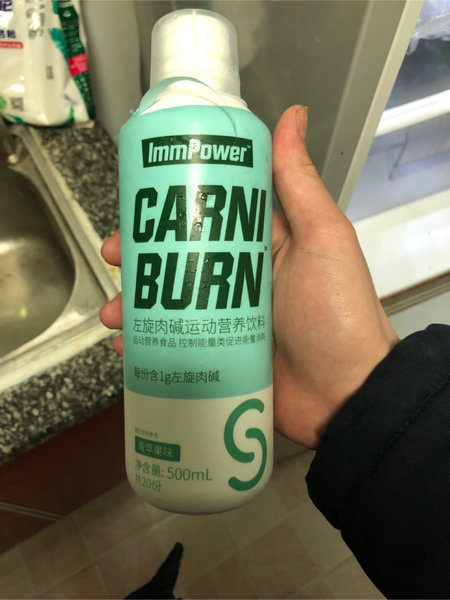 ImmPower
CARNI
BURN
左旋肉碱运动营养饮料
运动营养食品 控制能量类促进能量消耗
每份含1g左旋肉碱
青苹果味
净含量: 500mL
共20份